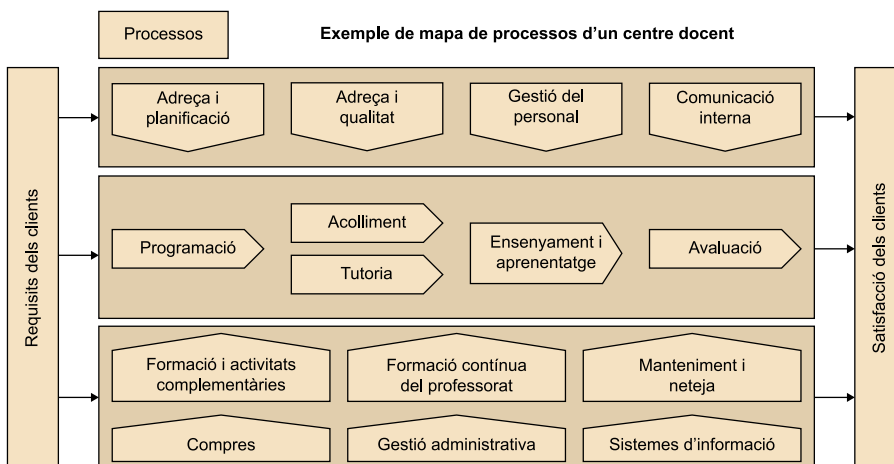 Processos
Exemple de mapa de processos d’un centre docent
Requisits dels clients
Adreça i
planificació
Adreça i
qualitat
Gestió del
personal
Comunicació
interna
Programació
Acolliment
Tutoria
Ensenyament i
aprenentatge
Avaluació
Formació i activitats
complementàries
Formació contínua
del professorat
Manteniment i
neteja
Compres
Gestió administrativa
Sistemes d’informació
Satisfacció dels clients